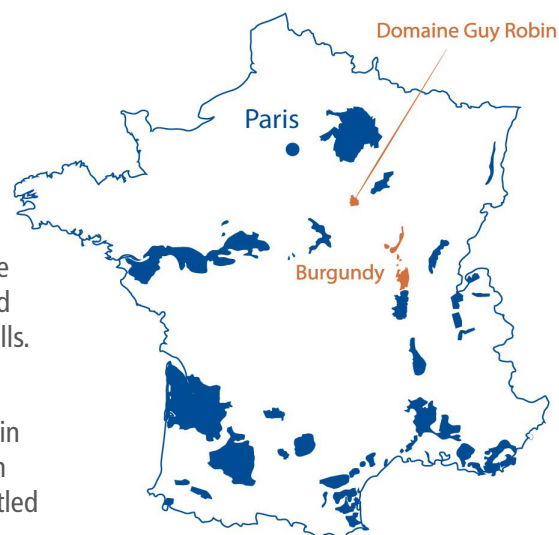 Domaine Guy Robin
Paris
Burgundy
e
d
lls.
in
n
tled